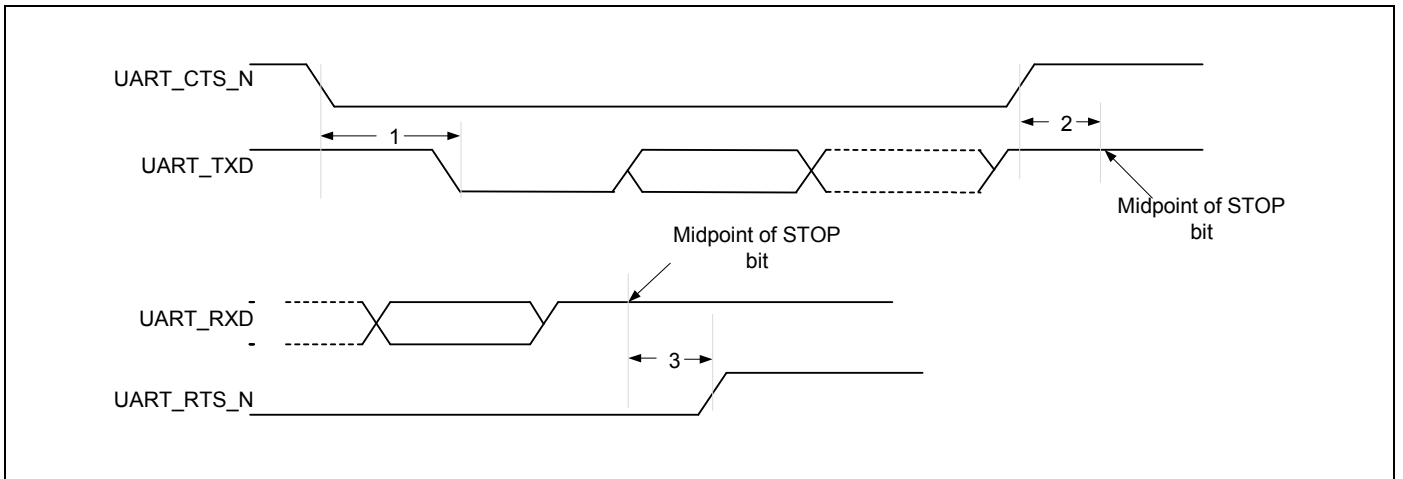 UART_CTS_N
1
2
UART_TXD
Midpoint of STOP
bit
Midpoint of STOP
bit
UART_RXD
3
UART_RTS_N